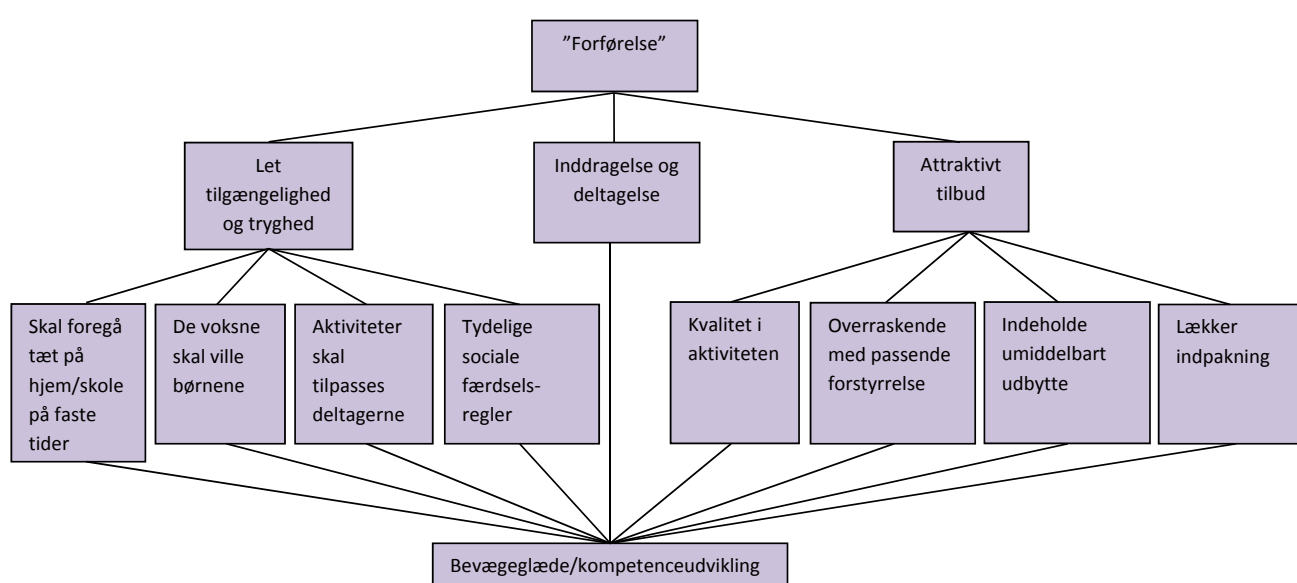 ”Forførelse”
Let
tilgængelighed
og tryghed
Inddragelse og
deltagelse
Attraktivt
tilbud
Skal foregå
tæt på
hjem/skole
på faste
tider
De voksne
skal ville
børnene
Aktiviteter
skal
tilpasses
deltagerne
Tydelige
sociale
færdsels-
regler
Kvalitet i
aktiviteten
Overraskende
med passende
forstyrrelse
Indeholde
umiddelbart
udbytte
Lækker
indpakning
Bevægeglæde/kompetenceudvikling